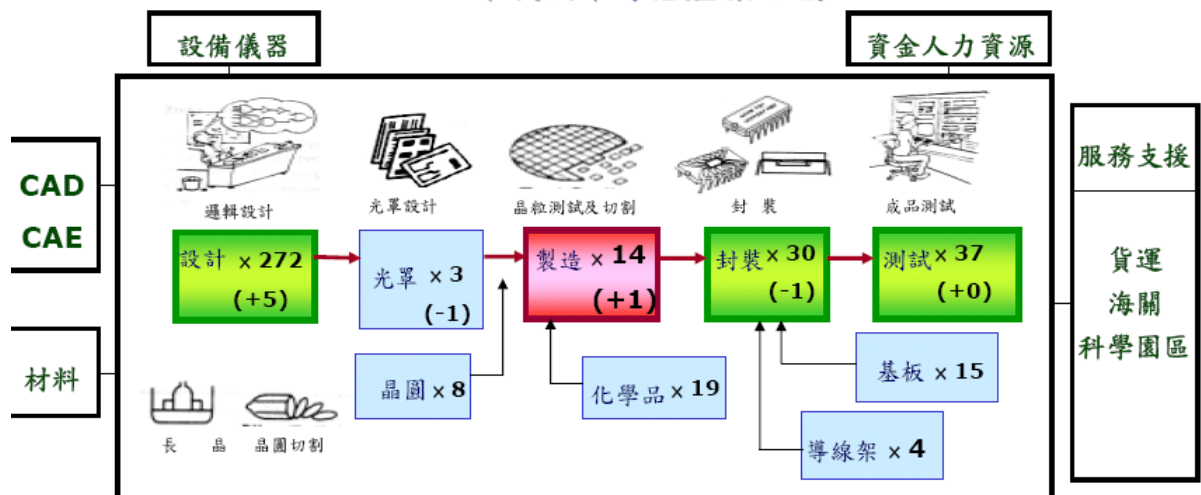 設備儀器
資金人力資源
CAD
CAE
材料
服務支援
貨運
海關
科學園區
邏輯設計
光罩設計
晶粒測試及切割
封 裝
成品測試
設計 × 272
(+5)
光罩 × 3
(-1)
製造 × 14
(+1)
封裝 × 30
(-1)
測試 × 37
(+0)
晶圓 × 8
化學品 × 19
基板 × 15
導線架 × 4
長 晶
晶圓切割